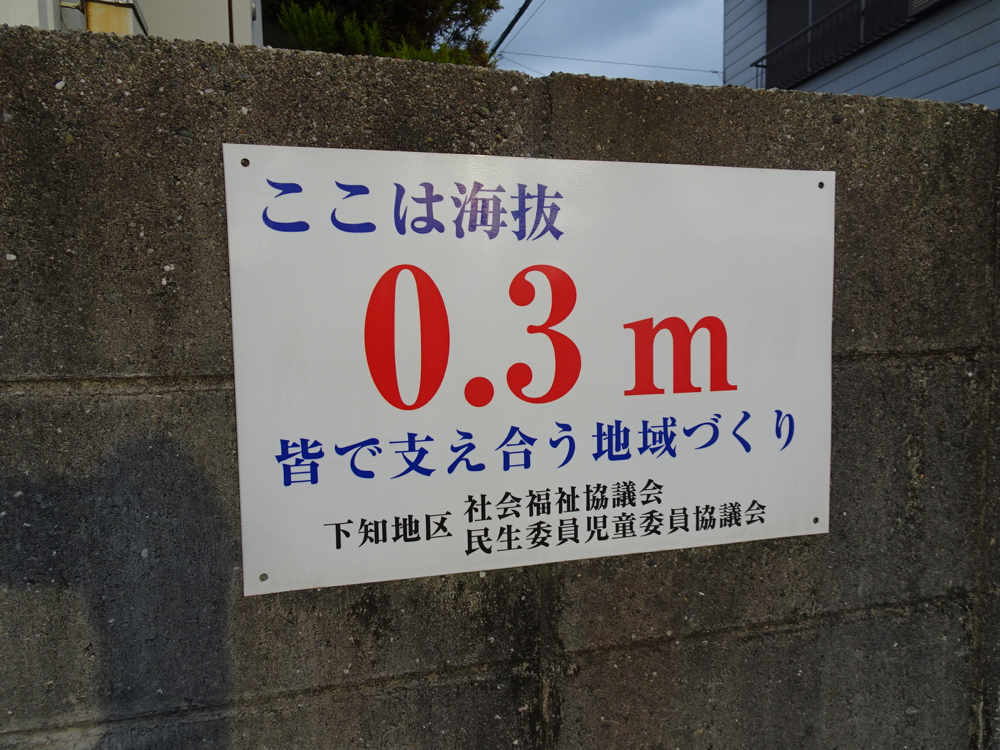 ここは海抜
0.3 m
皆で支え合う地域づくり
下知地区 社会福祉協議会
民生委員児童委員協議会